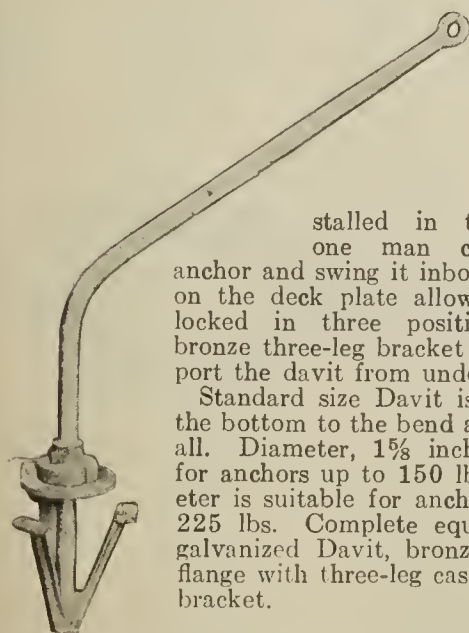 stalled in t
one man c
anchor and swing it inbo
on the deck plate allow
locked in three positi
bronze three-leg bracket
port the davit from unde
Standard size Davit is
the bottom to the bend a
all. Diameter, 1⅝ inch
for anchors up to 150 lb
eter is suitable for anch
225 lbs. Complete equ
galvanized Davit, bronz
flange with three-leg cas
bracket.